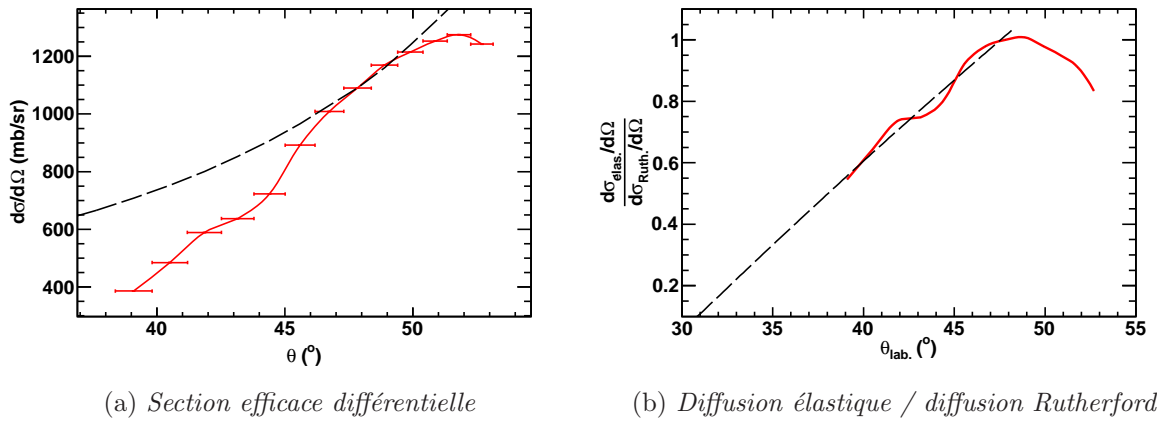 dσ/dΩ (mb/sr)
1200
1000
800
600
400
40
45
50
θ (°)
dσelas./dΩ
dσRuth./dΩ
1
0.8
0.6
0.4
0.2
30
35
40
45
50
55
θlab. (°)
(a) Section efficace différentielle
(b) Diffusion élastique / diffusion Rutherford